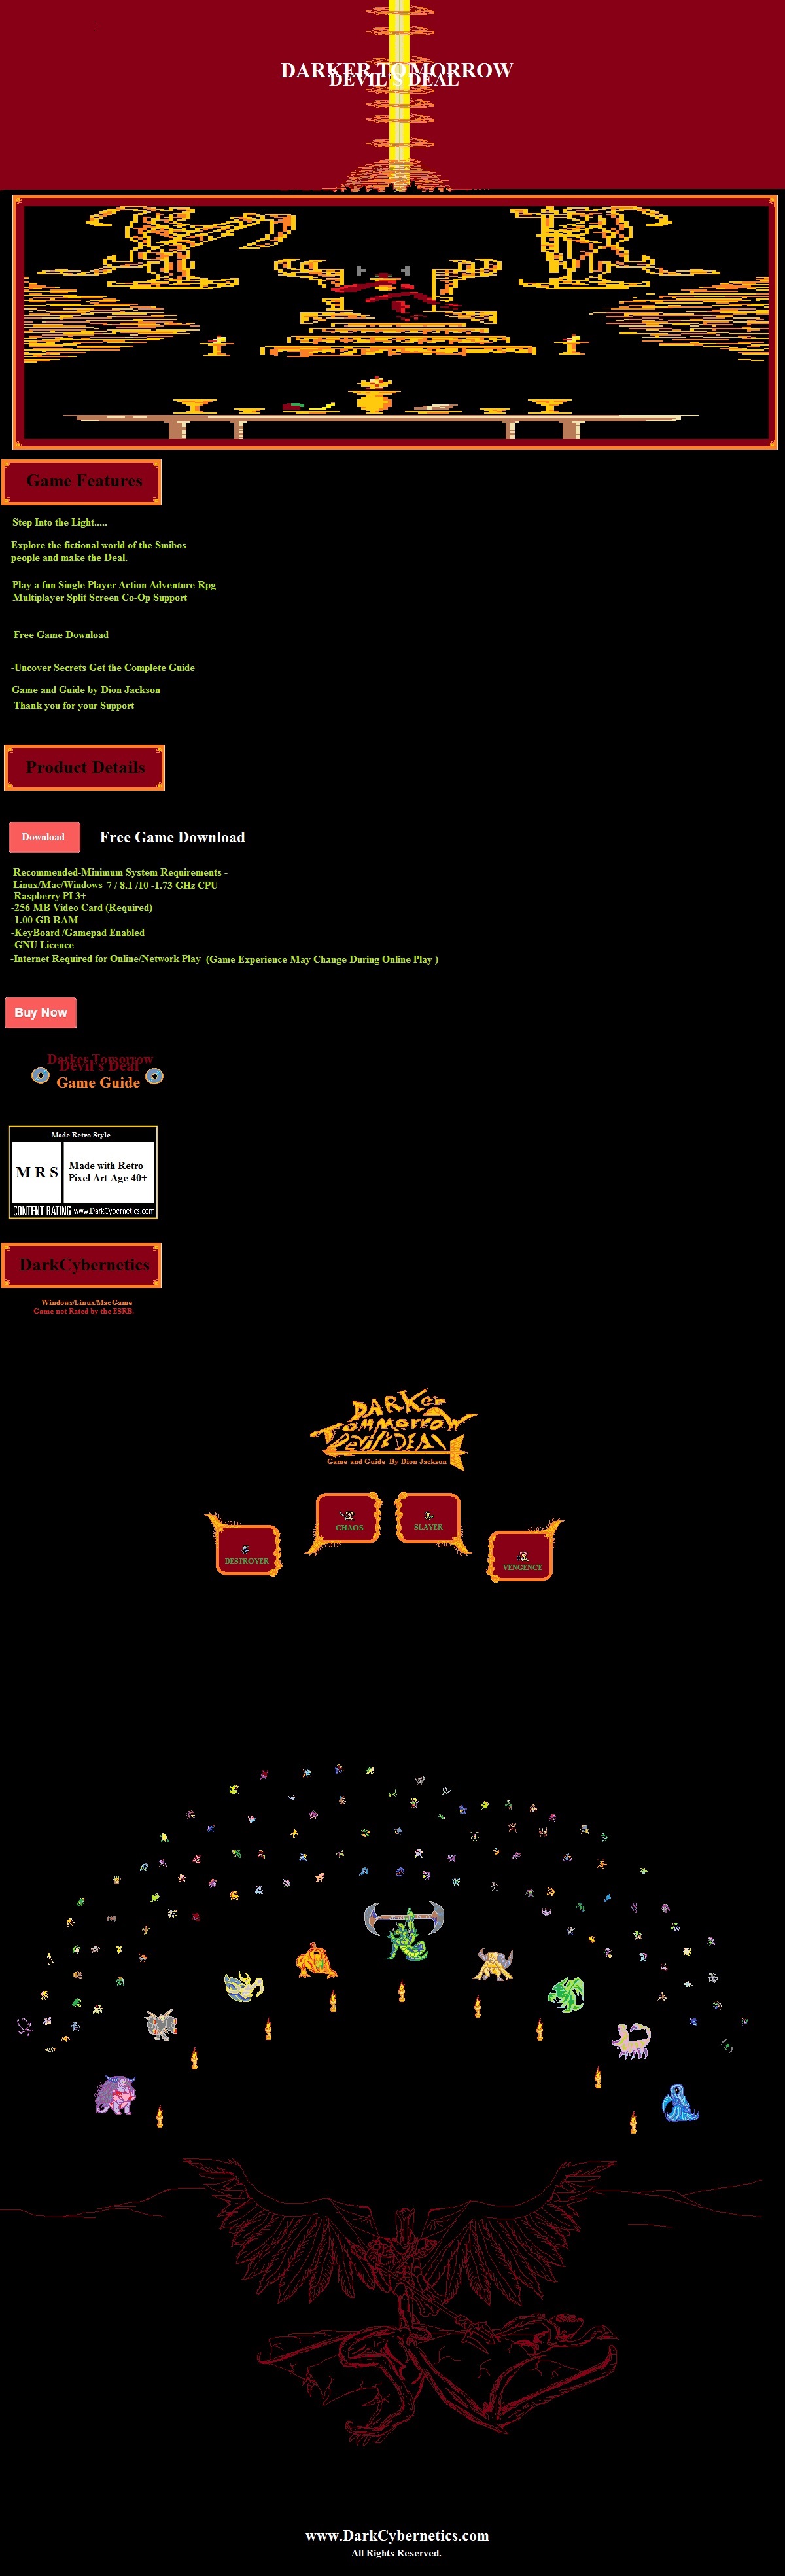 DARKER TOMORROW
DEVIL'S DEAL
Game Features
Step Into the Light.....
Explore the fictional world of the Smibos
people and make the Deal.
Play a fun Single Player Action Adventure Rpg
Multiplayer Split Screen Co-Op Support
Free Game Download
-Uncover Secrets Get the Complete Guide
Game and Guide by Dion Jackson
Thank you for your Support
Product Details
Download Free Game Download
Recommended-Minimum System Requirements -
Linux/Mac/Windows 7 / 8.1 /10 -1.73 GHz CPU
Raspberry PI 3+
-256 MB Video Card (Required)
-1.00 GB RAM
-KeyBoard /Gamepad Enabled
-GNU Licence
-Internet Required for Online/Network Play (Game Experience May Change During Online Play )
Buy Now
Darker Tomorrow
Devil's Deal
Game Guide
Made Retro Style
M R S
Made with Retro
Pixel Art Age 40+
CONTENT RATING www.DarkCybernetics.com
DarkCybernetics
Windows/Linux/Mac Game
Game not Rated by the ESRB.
DARKer
TommorroW
Devil's DEAl
Game and Guide By Dion Jackson
CHAOS
SLAYER
DESTROYER
VENGENCE
www.DarkCybernetics.com
All Rights Reserved.